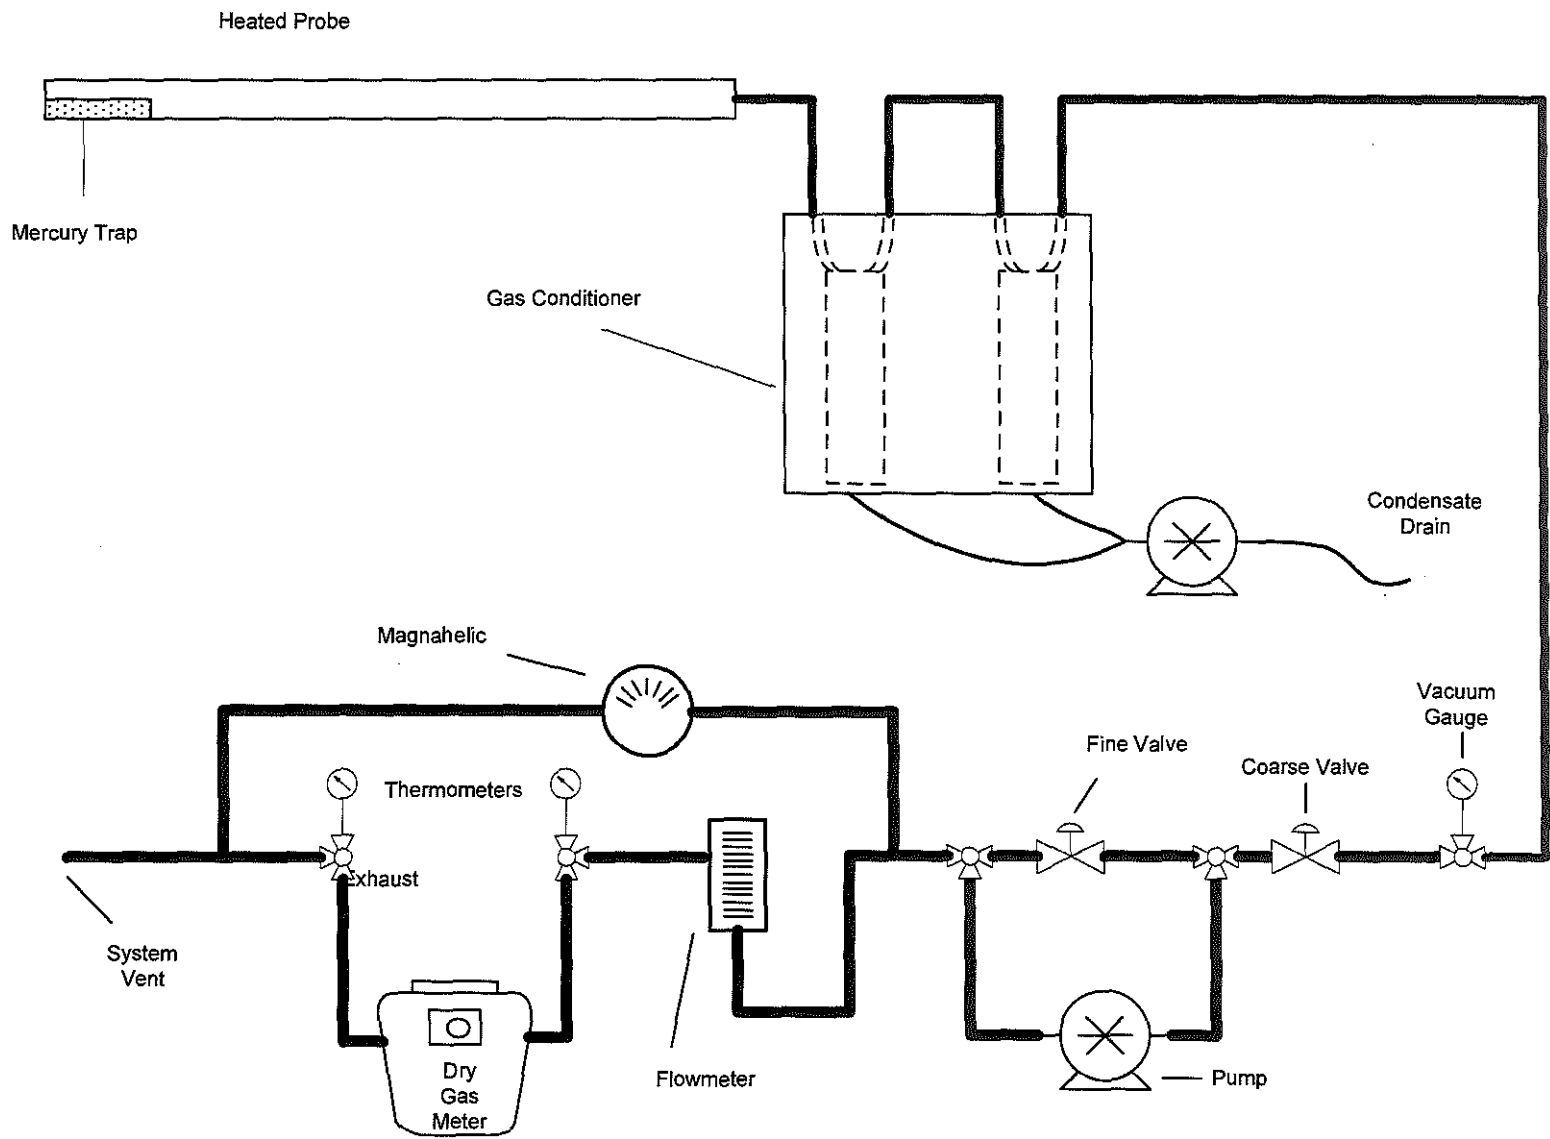 Heated Probe
Mercury Trap
Gas Conditioner
Condensate
Drain
Magnahelic
Vacuum
Gauge
Fine Valve
Coarse Valve
Thermometers
Exhaust
System
Vent
Flowmeter
Pump
Dry
Gas
Meter